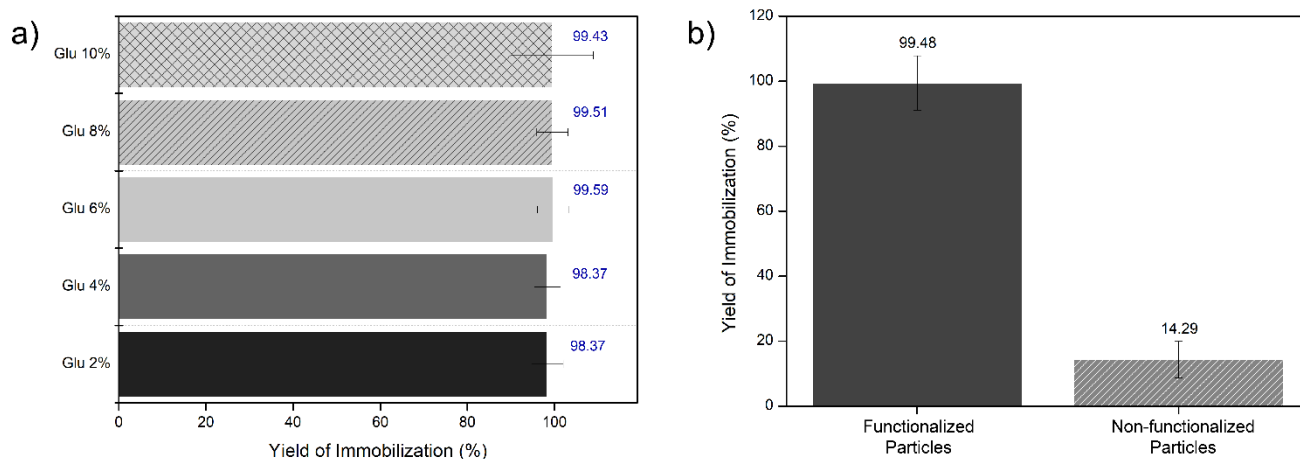 a)
Glu 10%
99.43
Glu 8%
99.51
Glu 6%
99.59
Glu 4%
98.37
Glu 2%
98.37
0 20 40 60 80 100
Yield of Immobilization (%)
b)
Yield of Immobilization (%)
120
100
80
60
40
20
0
99.48
14.29
Functionalized
Particles
Non-functionalized
Particles